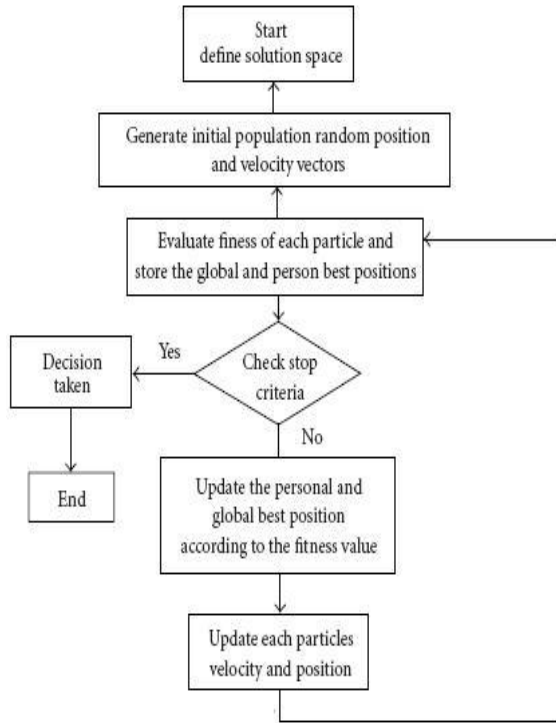 Start
define solution space
Generate initial population random position
and velocity vectors
Evaluate finess of each particle and
store the global and person best positions
Yes
Decision
taken
Check stop
criteria
No
End
Update the personal and
global best position
according to the fitness value
Update each particles
velocity and position